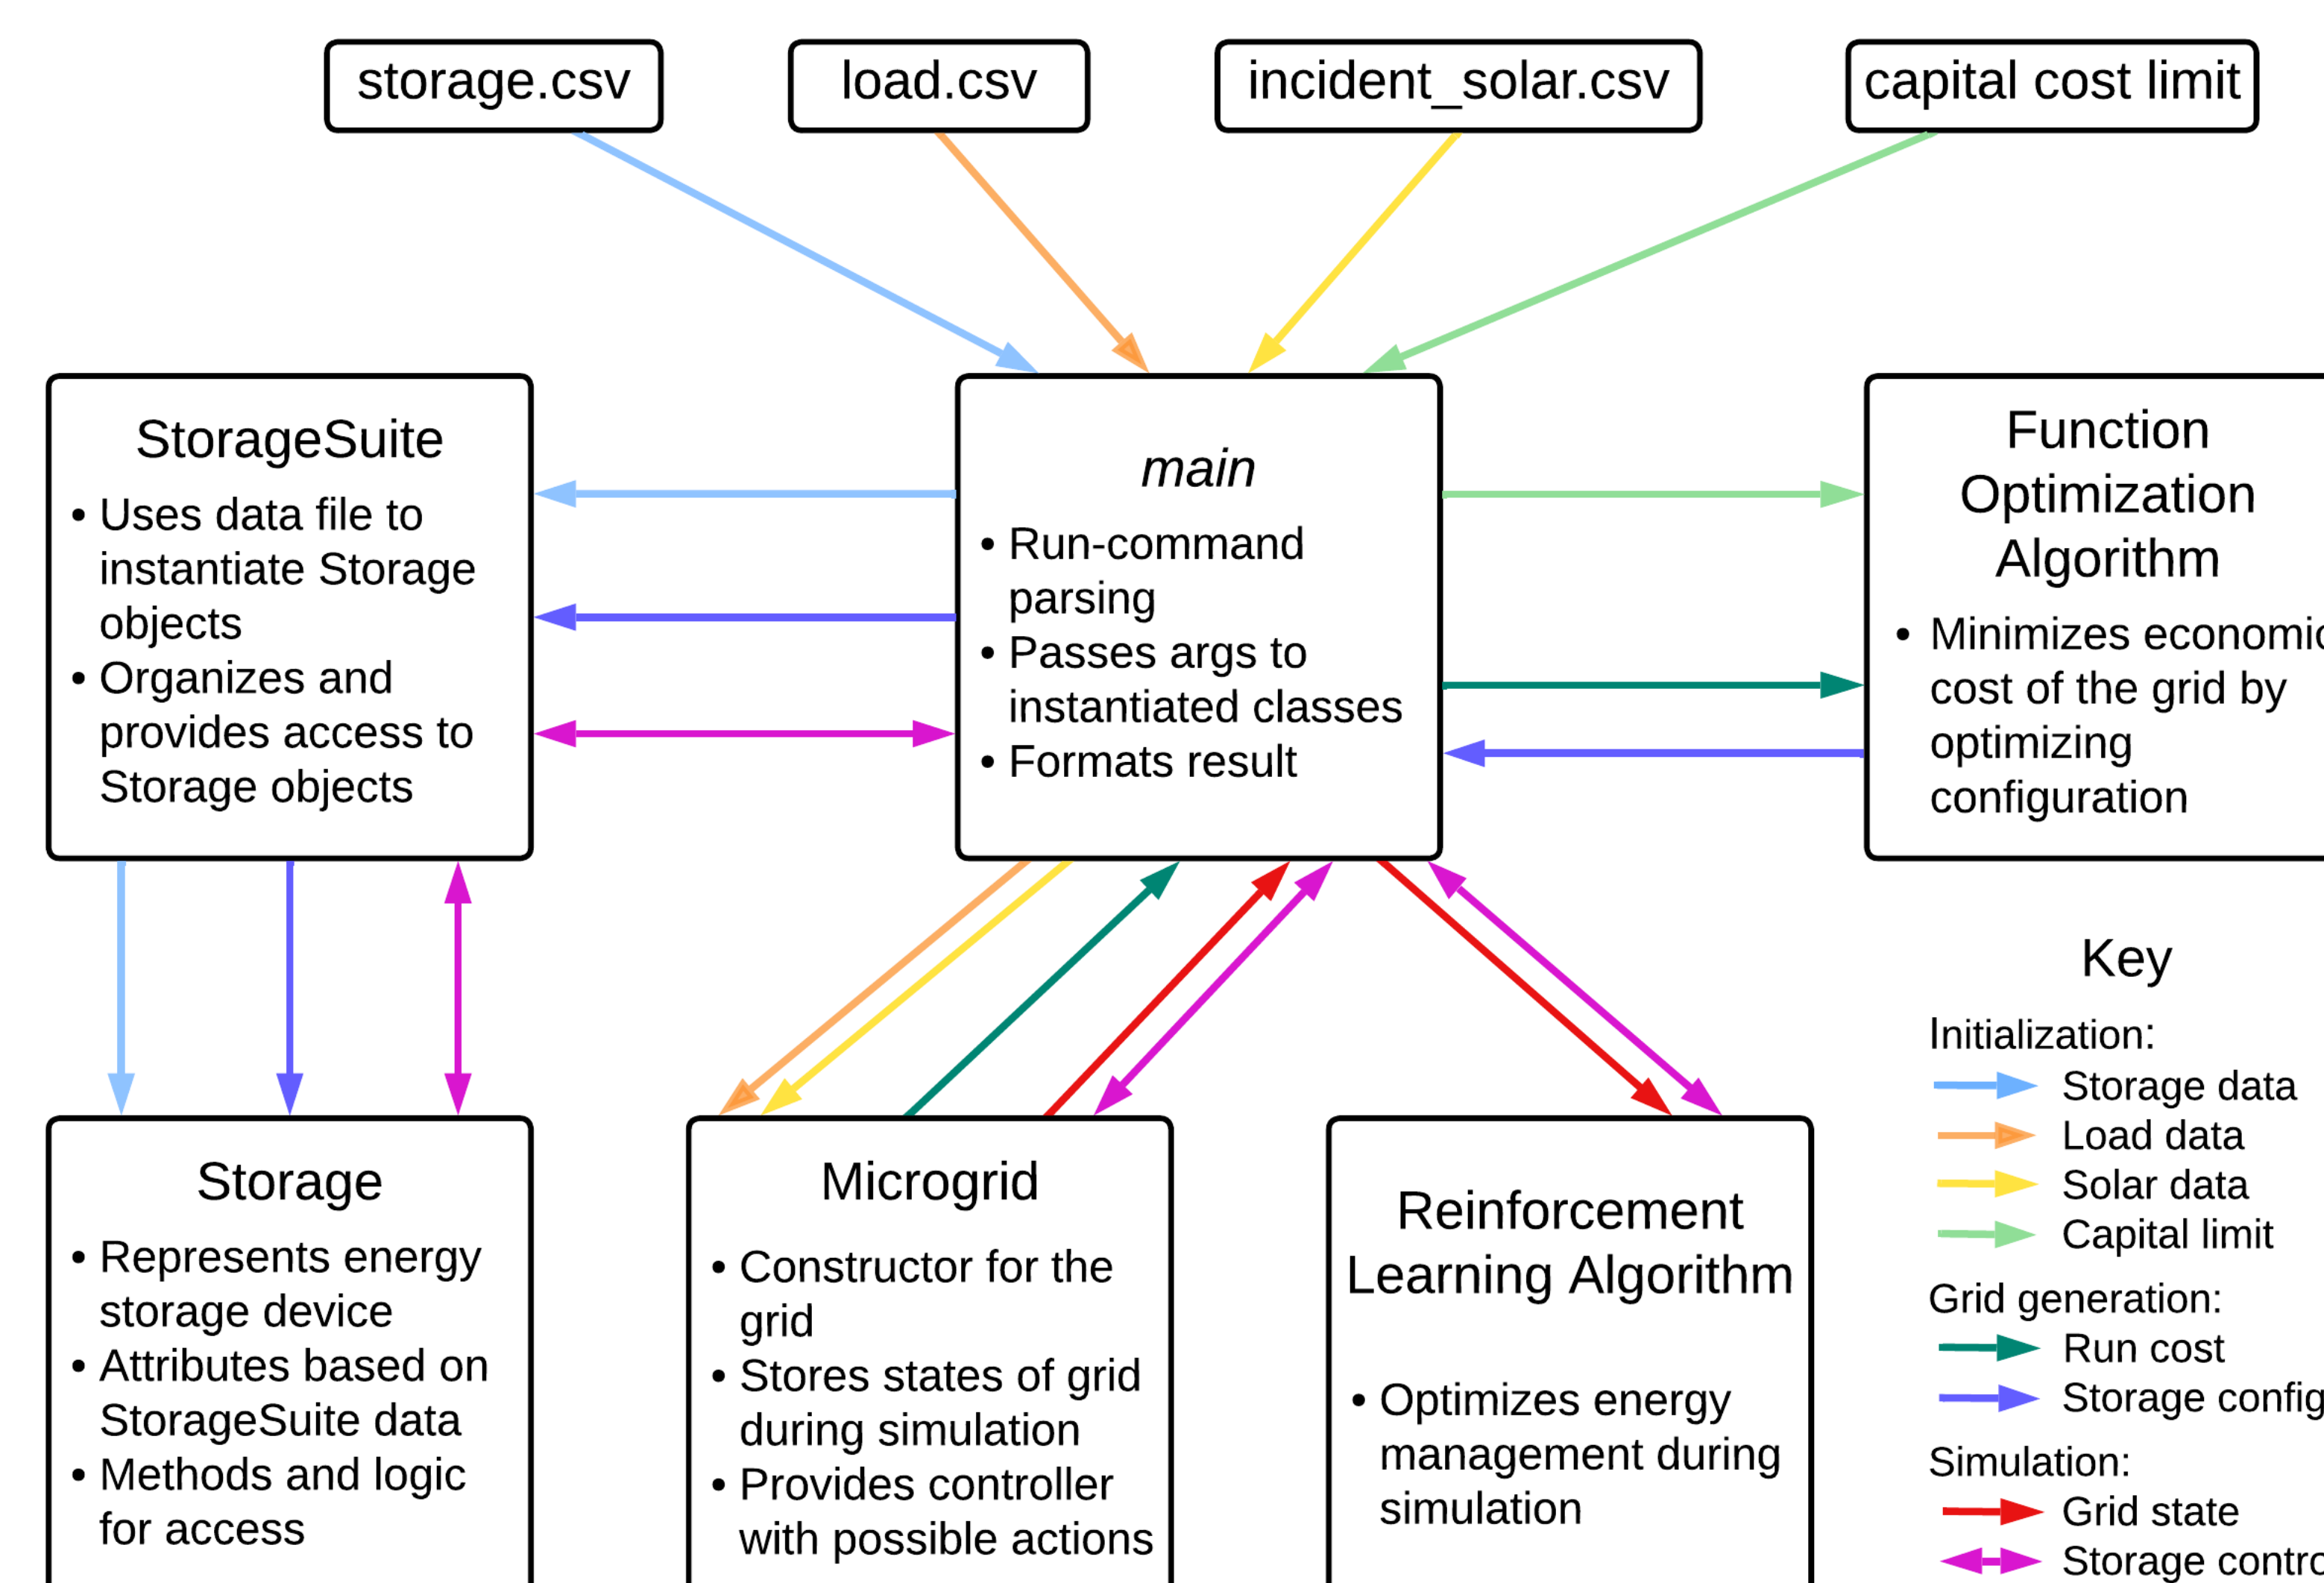 storage.csv
load.csv
incident_solar.csv
capital cost limit
StorageSuite
• Uses data file to
instantiate Storage
objects
• Organizes and
provides access to
Storage objects
main
• Run-command
parsing
• Passes args to
instantiated classes
• Formats result
Function
Optimization
Algorithm
• Minimizes economic
cost of the grid by
optimizing
configuration
Storage
• Represents energy
storage device
• Attributes based on
StorageSuite data
• Methods and logic
for access
Microgrid
• Constructor for the
grid
• Stores states of grid
during simulation
• Provides controller
with possible actions
Reinforcement
Learning Algorithm
• Optimizes energy
management during
simulation
Key
Initialization:
Storage data
Load data
Solar data
Capital limit
Grid generation:
Run cost
Storage config
Simulation:
Grid state
Storage contro